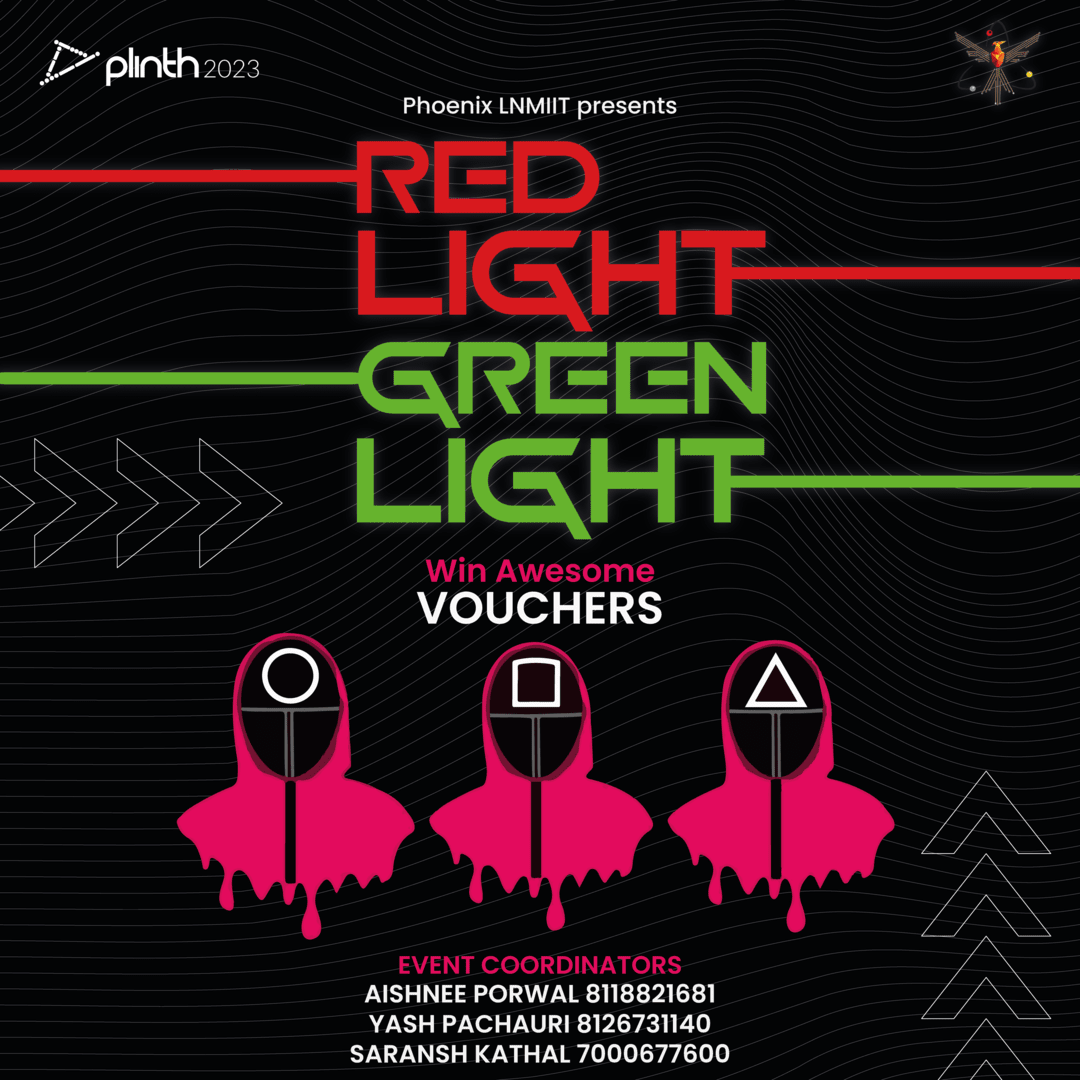 plinth 2023
Phoenix LNMIIT presents
RED
LIGHT
GREEN
LIGHT
Win Awesome
VOUCHERS
EVENT COORDINATORS
AISHNEE PORWAL 8118821681
YASH PACHAURI 8126731140
SARANSH KATHAL 7000677600